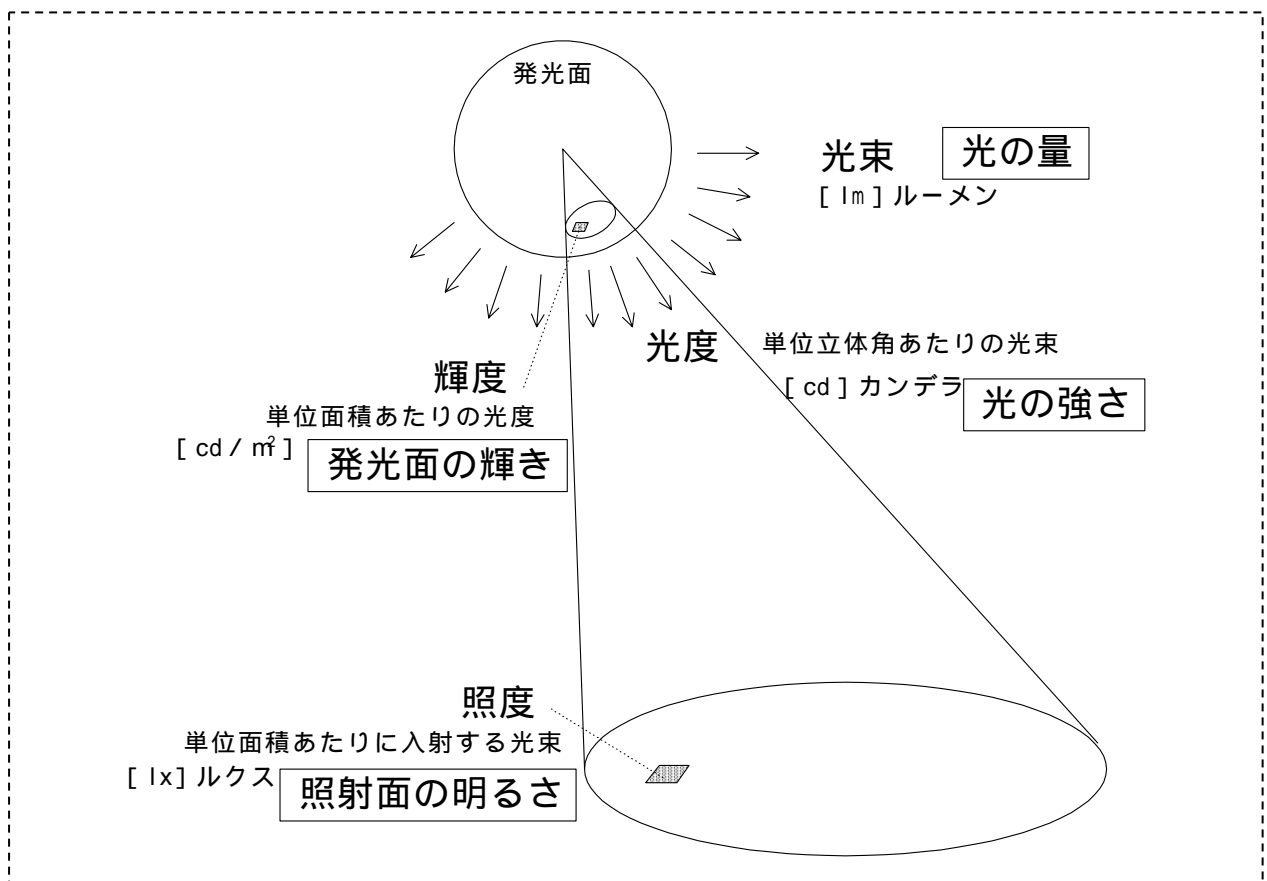 発光面
光束 光の量
[ lm ] ルーメン
光度 単位立体角あたりの光束
[ cd ] カンデラ 光の強さ
輝度
単位面積あたりの光度
[ cd / ㎡ ] 発光面の輝き
照度
単位面積あたりに入射する光束
[ lx ] ルクス 照射面の明るさ